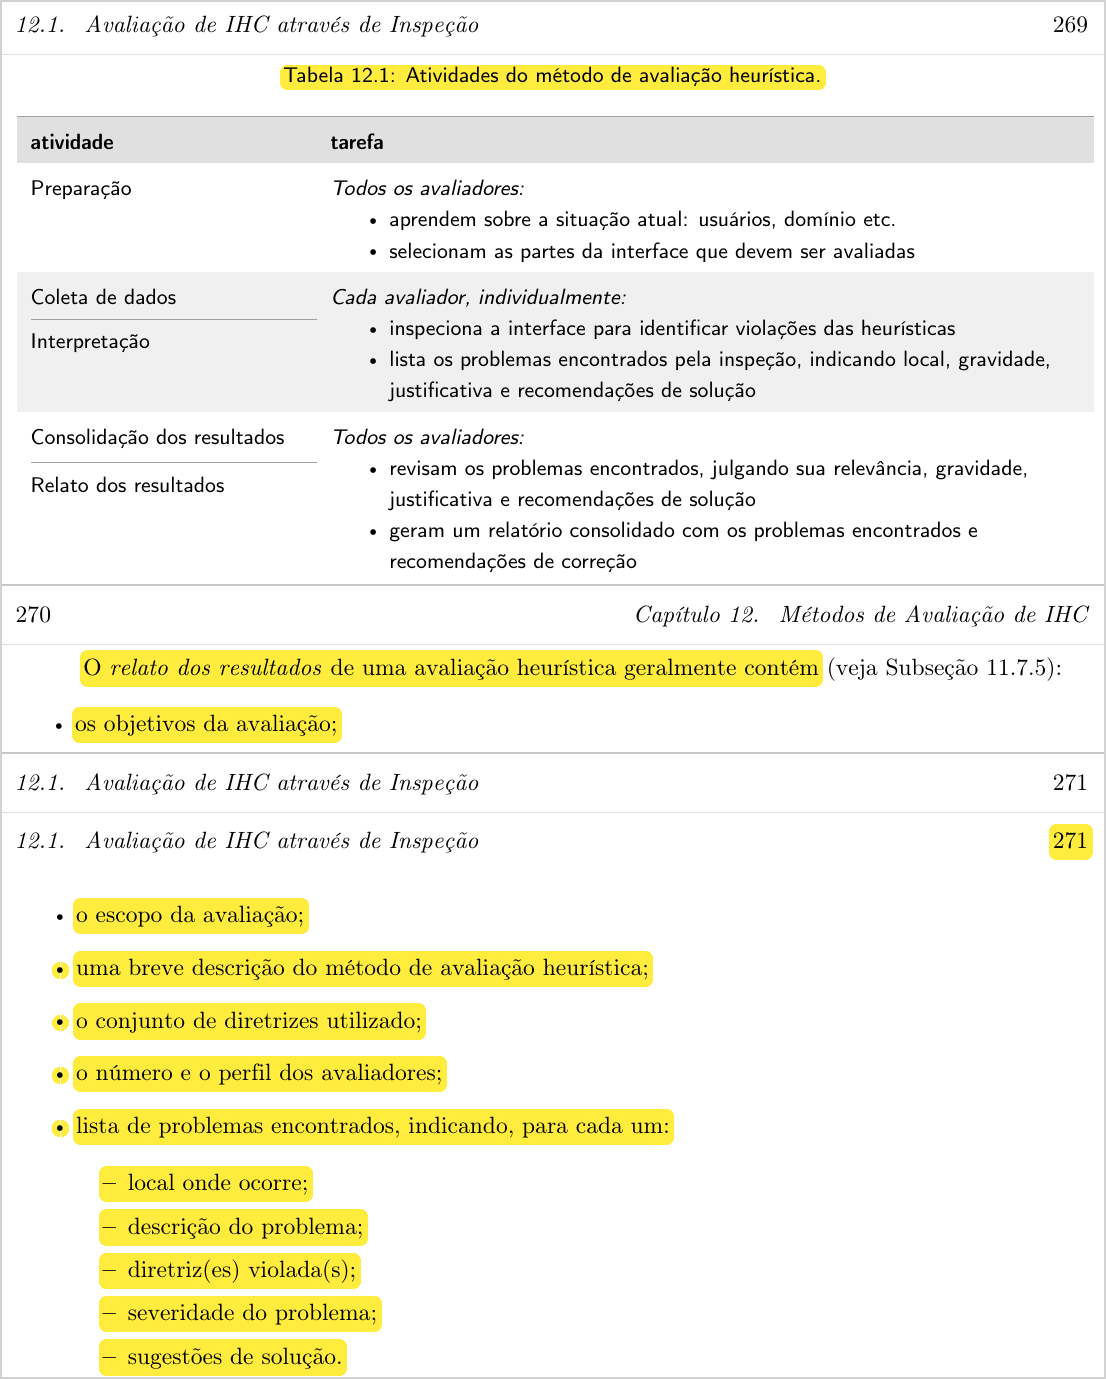 12.1. Avaliação de IHC através de Inspeção 269
Tabela 12.1: Atividades do método de avaliação heurística.
atividade tarefa
Preparação Todos os avaliadores:
• aprendem sobre a situação atual: usuários, domínio etc.
• selecionam as partes da interface que devem ser avaliadas
Coleta de dados Cada avaliador, individualmente:
• inspeciona a interface para identificar violações das heurísticas
Interpretação
• lista os problemas encontrados pela inspeção, indicando local, gravidade,
justificativa e recomendações de solução
Consolidação dos resultados Todos os avaliadores:
• revisam os problemas encontrados, julgando sua relevância, gravidade,
Relato dos resultados
justificativa e recomendações de solução
• geram um relatório consolidado com os problemas encontrados e
recomendações de correção
270 Capítulo 12. Métodos de Avaliação de IHC
O relato dos resultados de uma avaliação heurística geralmente contém (veja Subseção 11.7.5):
• os objetivos da avaliação;
12.1. Avaliação de IHC através de Inspeção 271
12.1. Avaliação de IHC através de Inspeção 271
• o escopo da avaliação;
• uma breve descrição do método de avaliação heurística;
• o conjunto de diretrizes utilizado;
• o número e o perfil dos avaliadores;
• lista de problemas encontrados, indicando, para cada um:
– local onde ocorre;
– descrição do problema;
– diretriz(es) violada(s);
– severidade do problema;
– sugestões de solução.